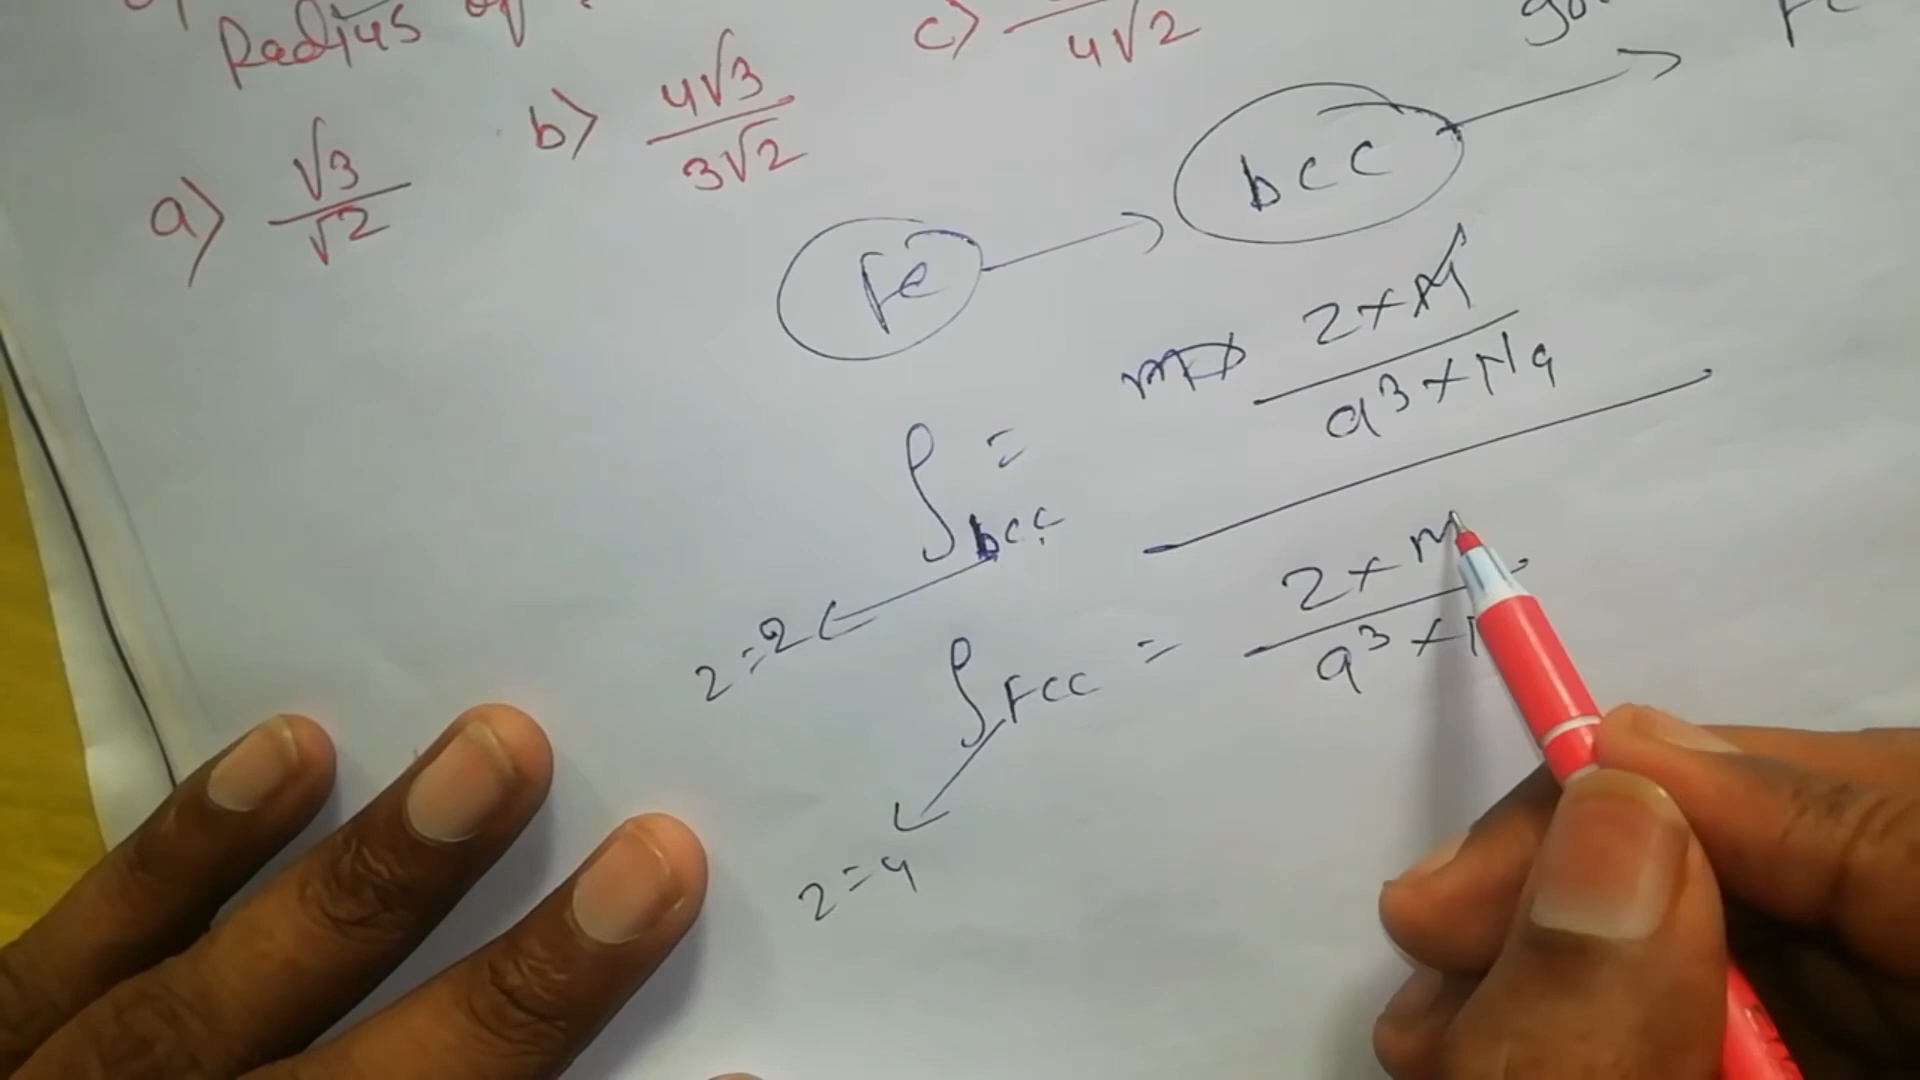 Radius of
a) √3/√2
b) 4√3/3√2
c) 4√2
Fe → bcc →
2×M/a³×Na
ρbcc =
z=2
ρFCC = z×M/a³×
z=4